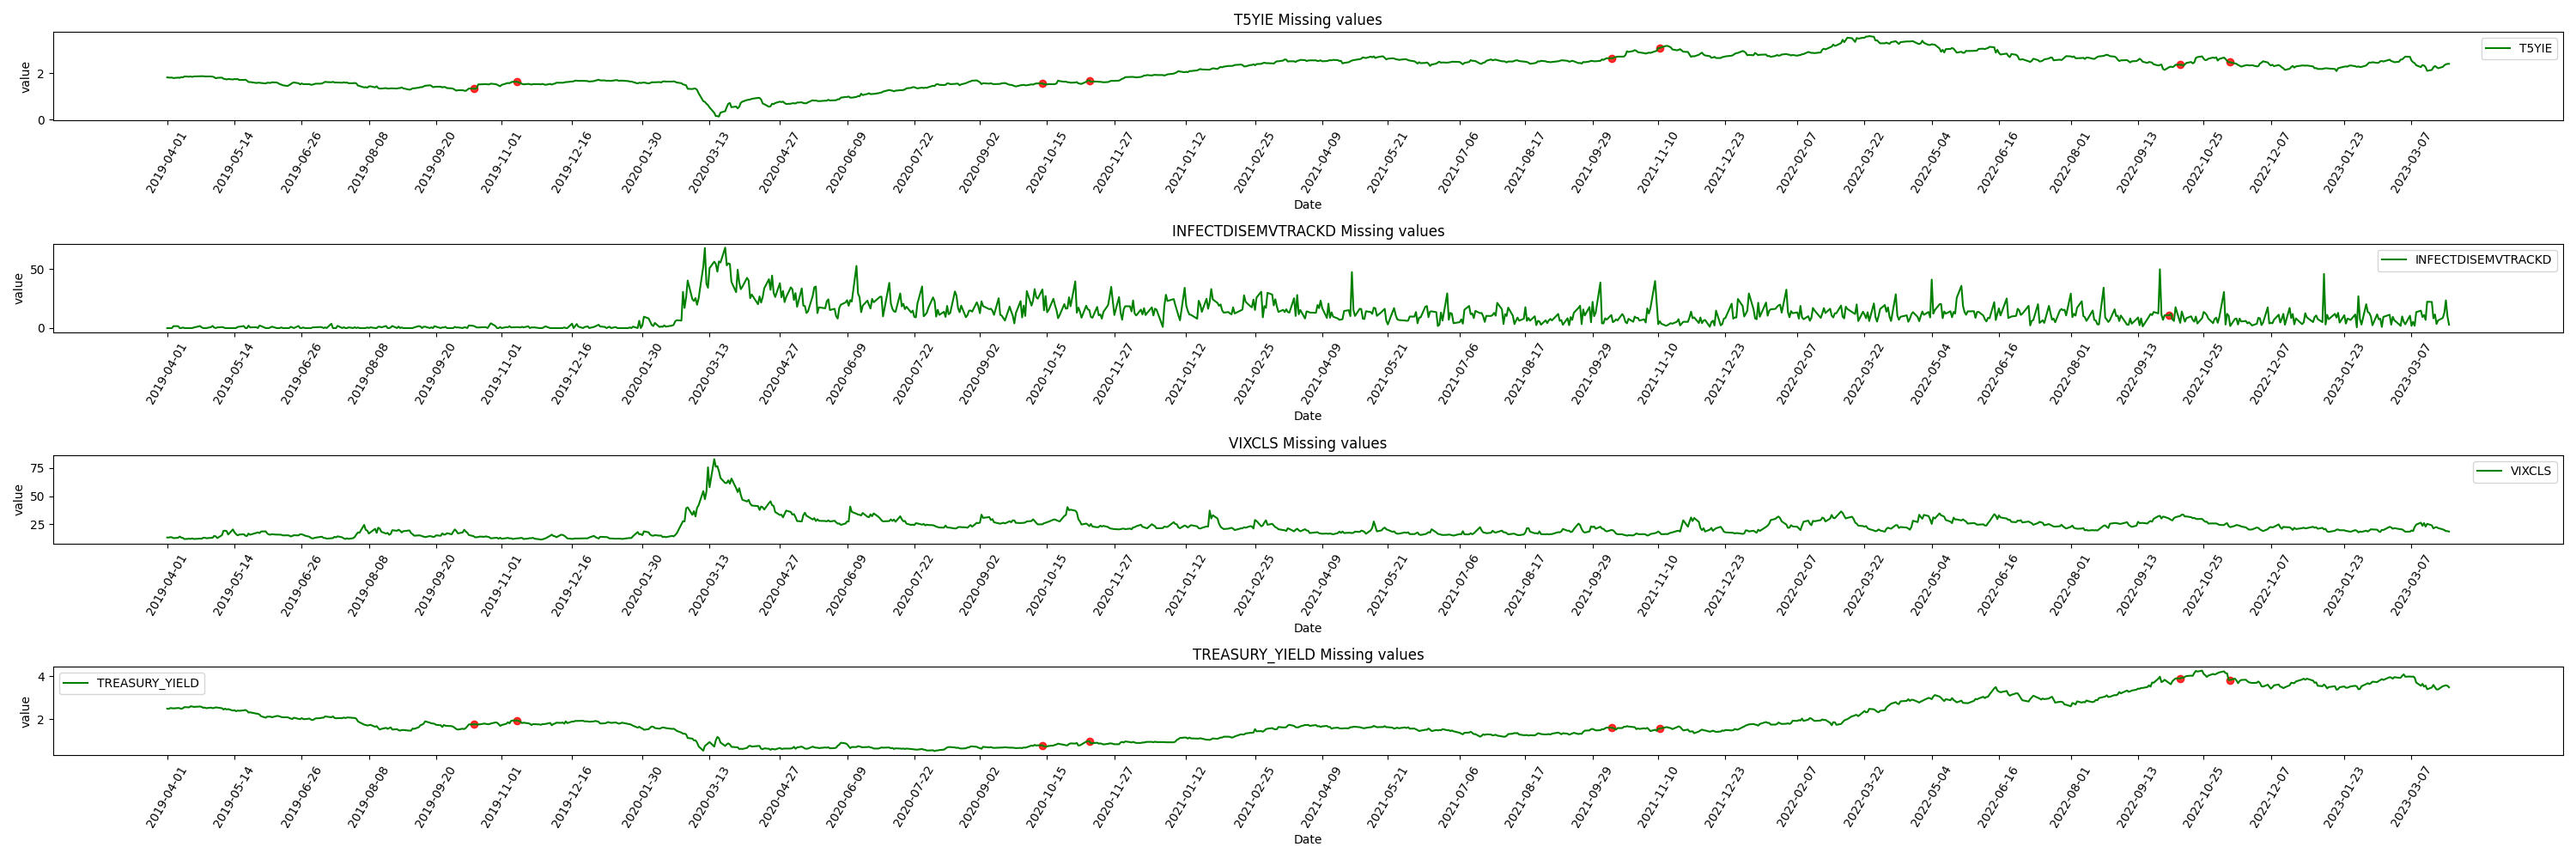 T5YIE Missing values
T5YIE
2
0
value
2019-04-01 2019-05-14 2019-06-26 2019-08-08 2019-09-20 2019-11-01 2019-12-16 2020-01-30 2020-03-13 2020-04-27 2020-06-09 2020-07-22 2020-09-02 2020-10-15 2020-11-27 2021-01-12 2021-02-25 2021-04-09 2021-05-21 2021-07-06 2021-08-17 2021-09-29 2021-11-10 2021-12-23 2022-02-07 2022-03-22 2022-05-04 2022-06-16 2022-08-01 2022-09-13 2022-10-25 2022-12-07 2023-01-23 2023-03-07
Date
INFECTDISEMVTRACKD Missing values
INFECTDISEMVTRACKD
50
0
value
2019-04-01 2019-05-14 2019-06-26 2019-08-08 2019-09-20 2019-11-01 2019-12-16 2020-01-30 2020-03-13 2020-04-27 2020-06-09 2020-07-22 2020-09-02 2020-10-15 2020-11-27 2021-01-12 2021-02-25 2021-04-09 2021-05-21 2021-07-06 2021-08-17 2021-09-29 2021-11-10 2021-12-23 2022-02-07 2022-03-22 2022-05-04 2022-06-16 2022-08-01 2022-09-13 2022-10-25 2022-12-07 2023-01-23 2023-03-07
Date
VIXCLS Missing values
VIXCLS
75
50
25
value
2019-04-01 2019-05-14 2019-06-26 2019-08-08 2019-09-20 2019-11-01 2019-12-16 2020-01-30 2020-03-13 2020-04-27 2020-06-09 2020-07-22 2020-09-02 2020-10-15 2020-11-27 2021-01-12 2021-02-25 2021-04-09 2021-05-21 2021-07-06 2021-08-17 2021-09-29 2021-11-10 2021-12-23 2022-02-07 2022-03-22 2022-05-04 2022-06-16 2022-08-01 2022-09-13 2022-10-25 2022-12-07 2023-01-23 2023-03-07
Date
TREASURY_YIELD Missing values
TREASURY_YIELD
4
2
value
2019-04-01 2019-05-14 2019-06-26 2019-08-08 2019-09-20 2019-11-01 2019-12-16 2020-01-30 2020-03-13 2020-04-27 2020-06-09 2020-07-22 2020-09-02 2020-10-15 2020-11-27 2021-01-12 2021-02-25 2021-04-09 2021-05-21 2021-07-06 2021-08-17 2021-09-29 2021-11-10 2021-12-23 2022-02-07 2022-03-22 2022-05-04 2022-06-16 2022-08-01 2022-09-13 2022-10-25 2022-12-07 2023-01-23 2023-03-07
Date